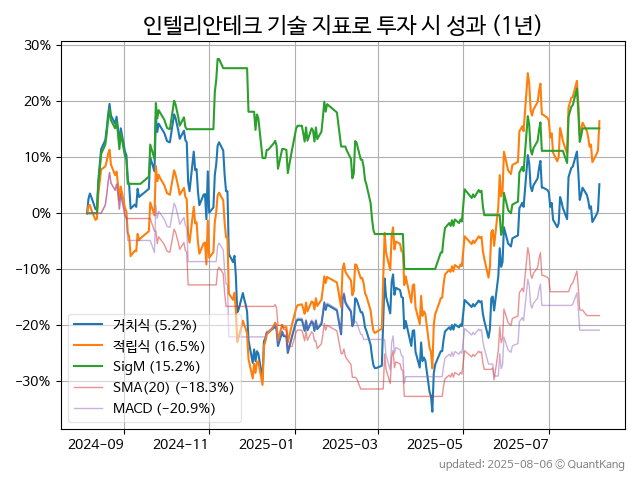 인텔리안테크 기술 지표로 투자 시 성과 (1년)
30%
20%
10%
0%
−10%
−20%
−30%
거치식 (5.2%)
적립식 (16.5%)
SigM (15.2%)
SMA(20) (−18.3%)
MACD (−20.9%)
2024−09
2024−11
2025−01
2025−03
2025−05
2025−07
updated: 2025-08-06 © QuantKang